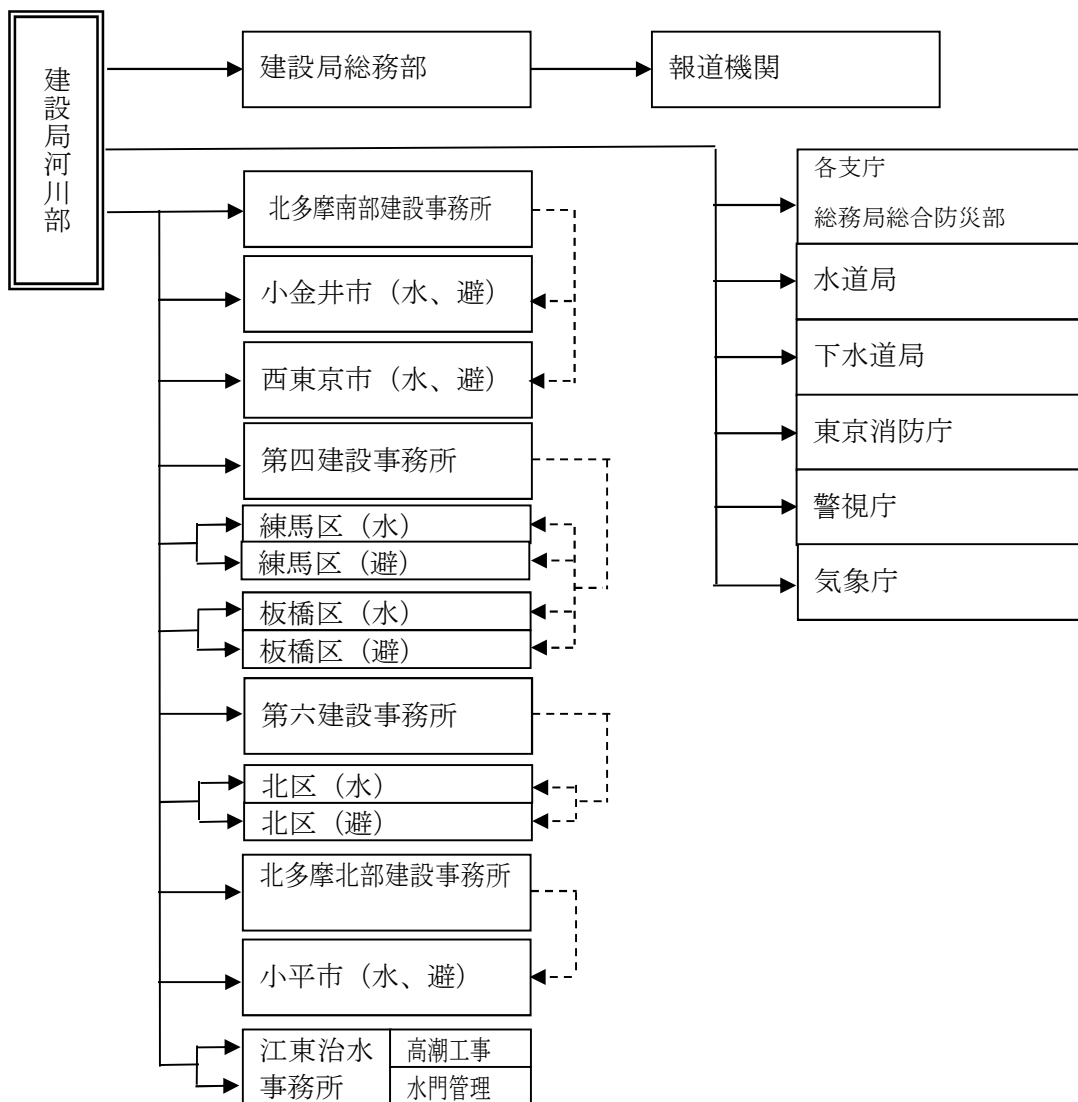 建設局河川部
建設局総務部
報道機関
北多摩南部建設事務所
小金井市（水、避）
西東京市（水、避）
第四建設事務所
練馬区（水）
練馬区（避）
板橋区（水）
板橋区（避）
第六建設事務所
北区（水）
北区（避）
北多摩北部建設事務所
小平市（水、避）
江東治水
事務所
高潮工事
水門管理
各支庁
総務局総合防災部
水道局
下水道局
東京消防庁
警視庁
気象庁